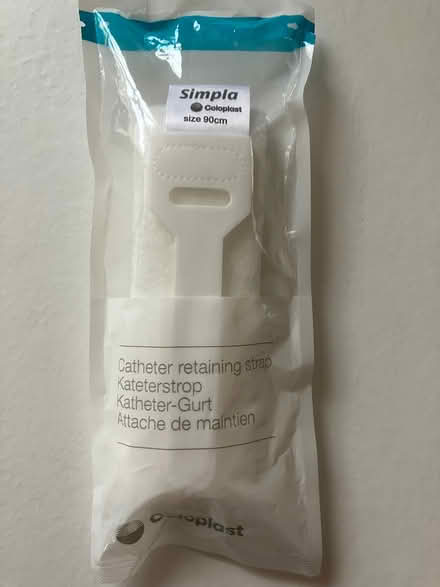 Simpla
Coloplast
size 90cm
Catheter retaining strap
Kateterstrop
Katheter-Gurt
Attache de maintien
Coloplast